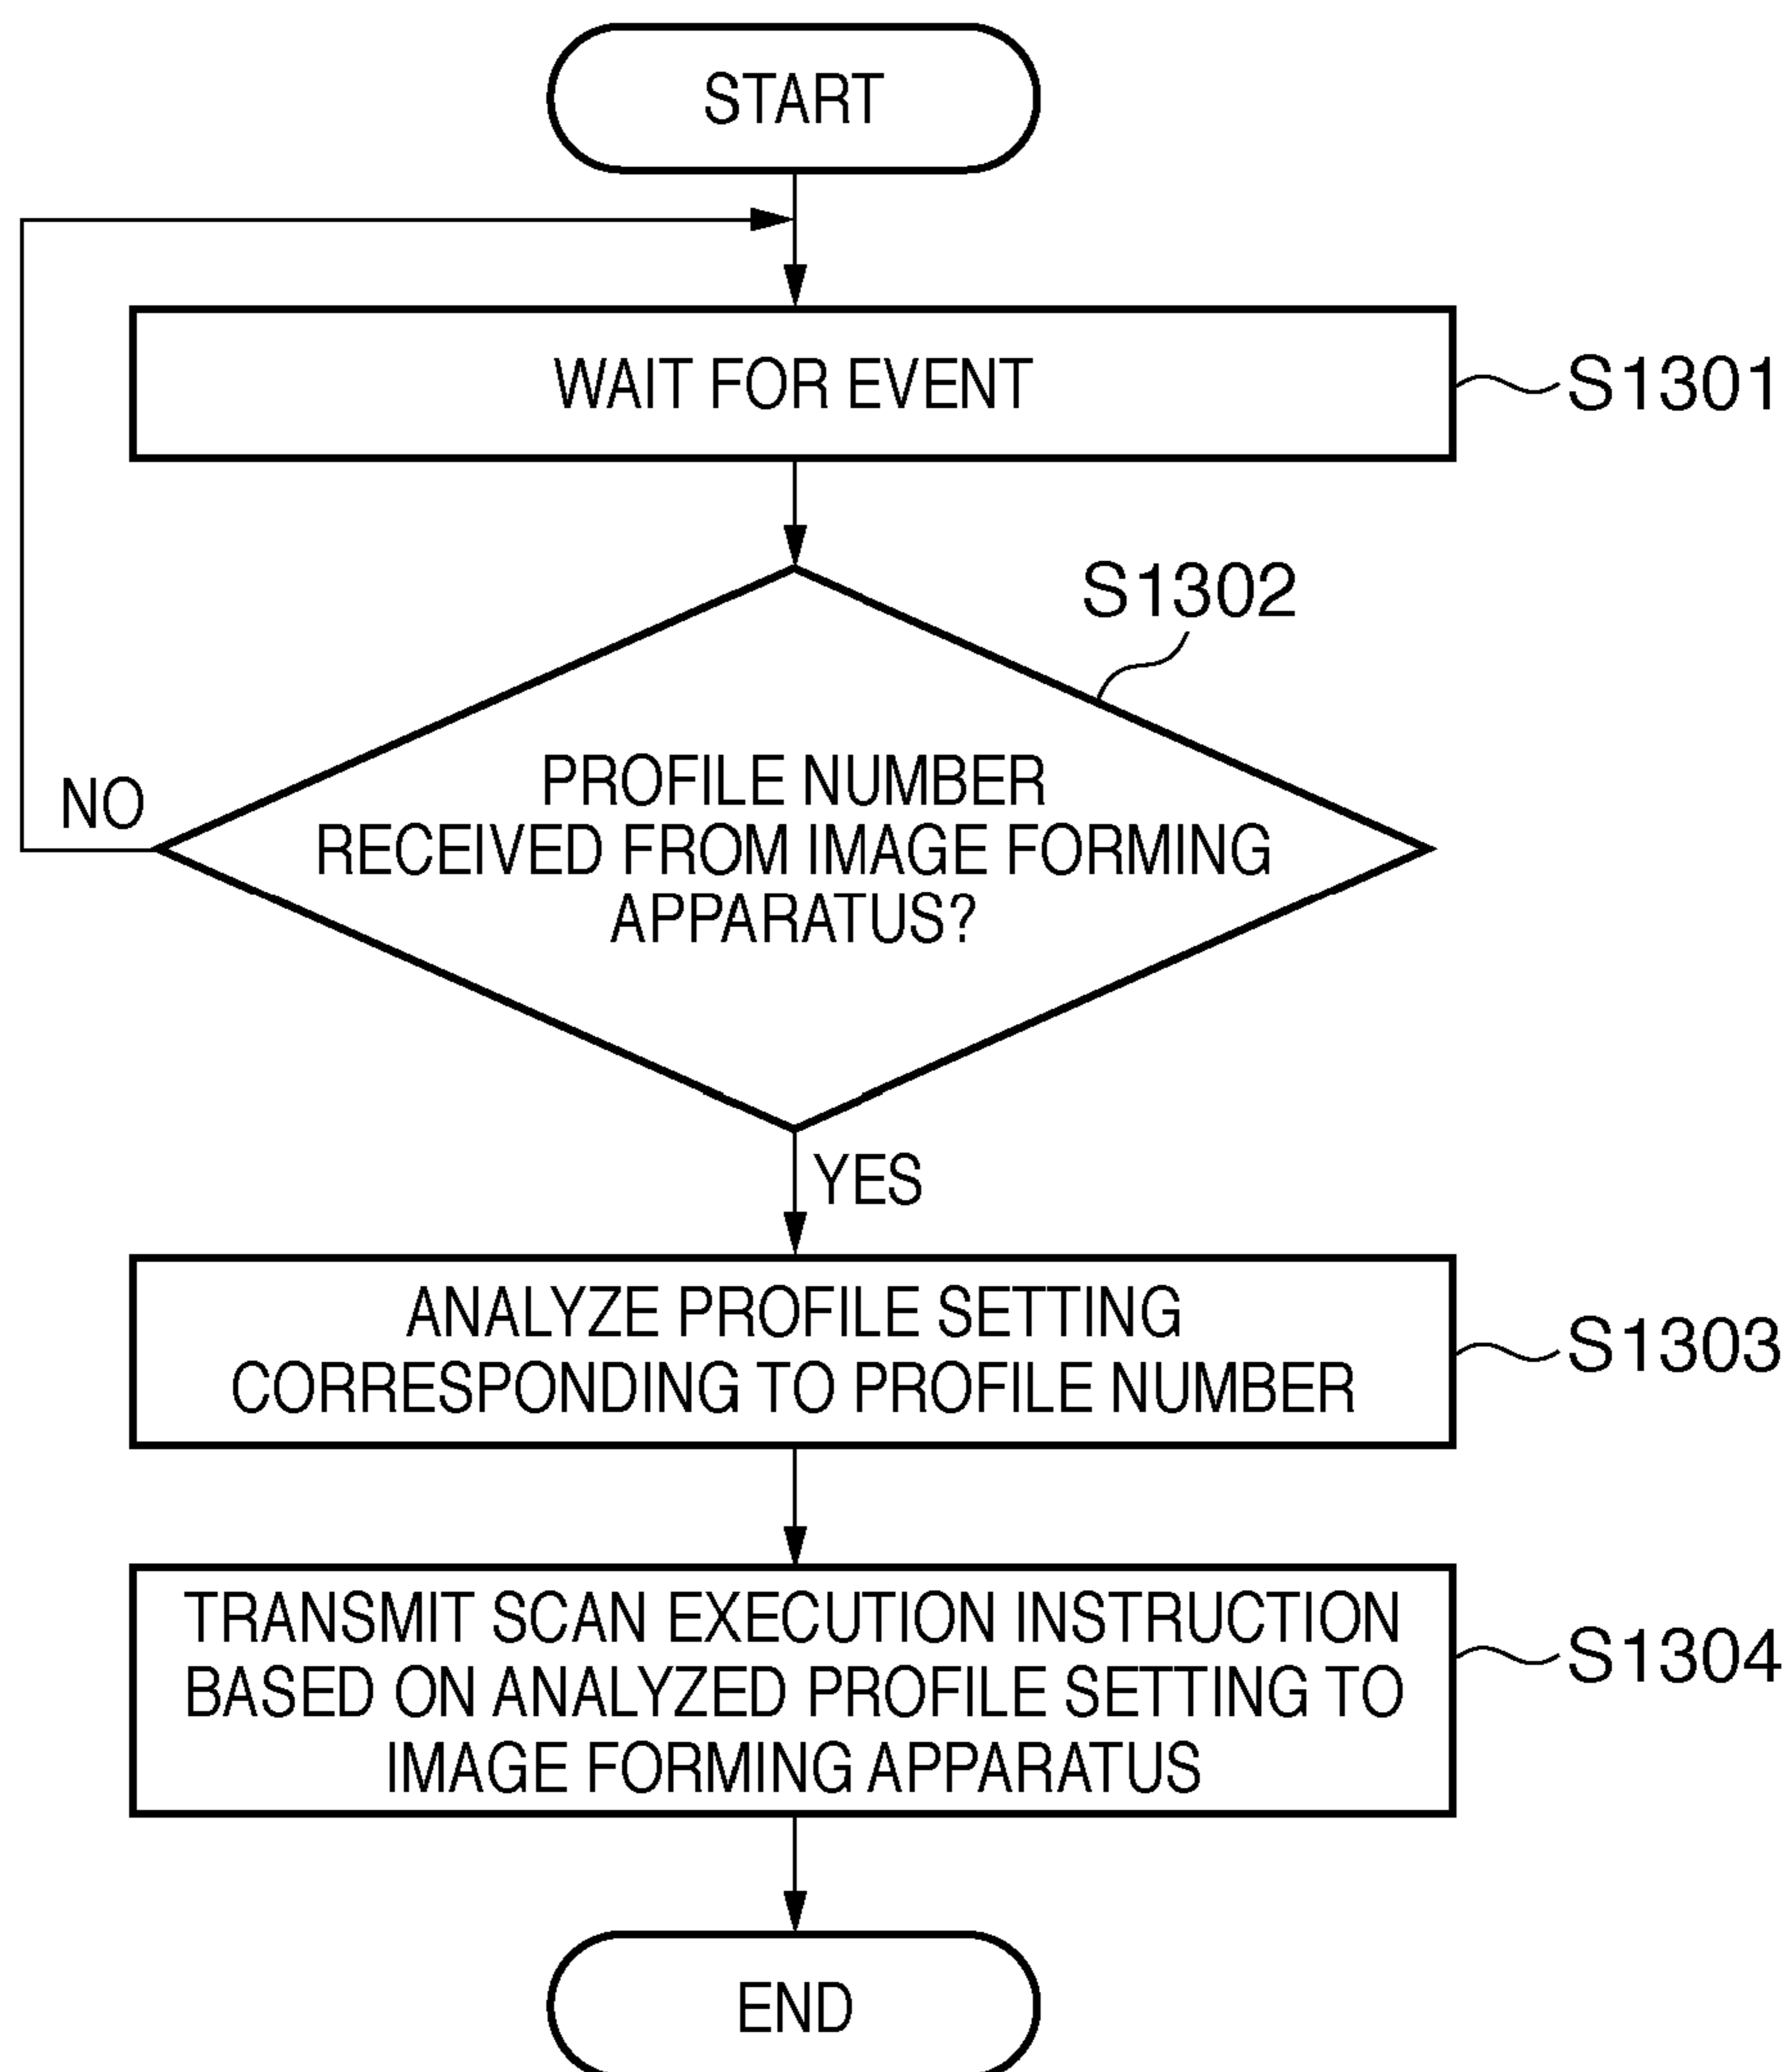 START
WAIT FOR EVENT
S1301
S1302
PROFILE NUMBER
RECEIVED FROM IMAGE FORMING
APPARATUS?
NO
YES
ANALYZE PROFILE SETTING
CORRESPONDING TO PROFILE NUMBER
S1303
TRANSMIT SCAN EXECUTION INSTRUCTION
BASED ON ANALYZED PROFILE SETTING TO
IMAGE FORMING APPARATUS
S1304
END